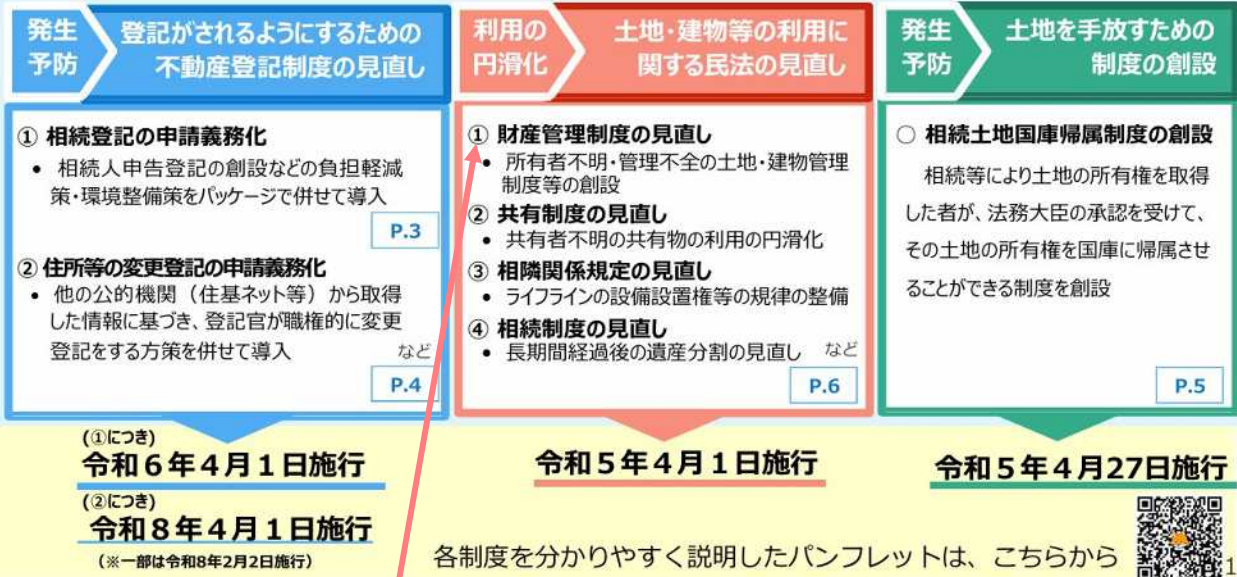 発生
予防
登記がされるようにするための
不動産登記制度の見直し
① 相続登記の申請義務化
• 相続人申告登記の創設などの負担軽減
策・環境整備策をパッケージで併せて導入
P.3
② 住所等の変更登記の申請義務化
• 他の公的機関（住基ネット等）から取得
した情報に基づき、登記官が職権的に変更
登記をする方策を併せて導入 など
P.4
(①につき)
令和６年４月１日施行
(②につき)
令和８年４月１日施行
(※一部は令和8年2月2日施行)
利用の
円滑化
土地・建物等の利用に
関する民法の見直し
① 財産管理制度の見直し
• 所有者不明・管理不全の土地・建物管理
制度等の創設
② 共有制度の見直し
• 共有者不明の共有物の利用の円滑化
③ 相隣関係規定の見直し
• ライフラインの設備設置権等の規律の整備
④ 相続制度の見直し
• 長期間経過後の遺産分割の見直し など
P.6
令和５年４月１日施行
発生
予防
土地を手放すための
制度の創設
○ 相続土地国庫帰属制度の創設
相続等により土地の所有権を取得
した者が、法務大臣の承認を受けて、
その土地の所有権を国庫に帰属させ
ることができる制度を創設
P.5
令和５年４月27日施行
各制度を分かりやすく説明したパンフレットは、こちらから
1